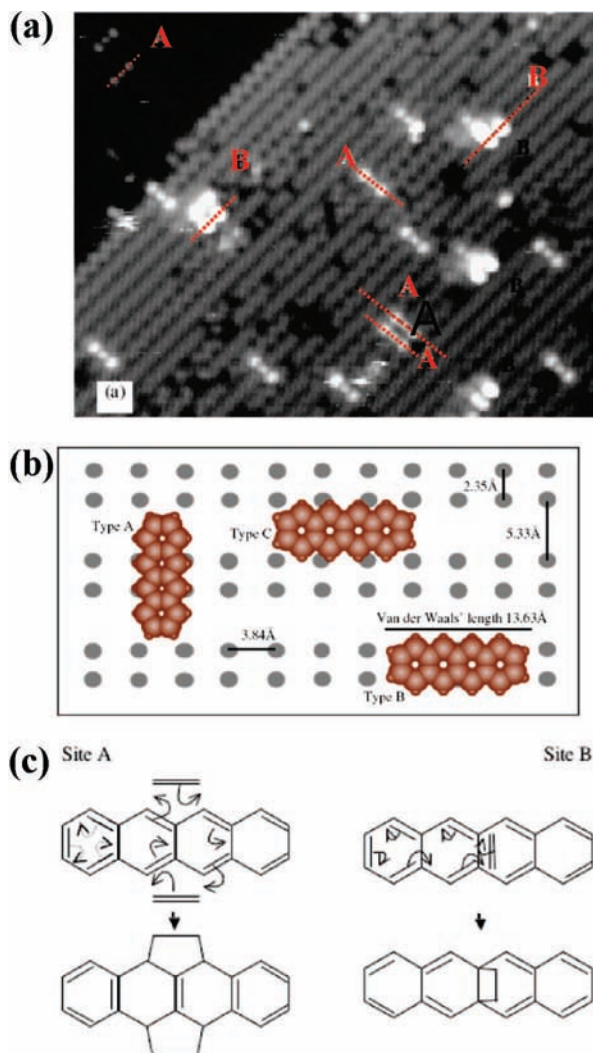 (a)
A
B
B
B
A
B
A
A
A
(a)
(b)
Type A
Type C
2.35Å
5.33Å
3.84Å
Van der Waals' length 13.63Å
Type B
(c)
Site A
Site B